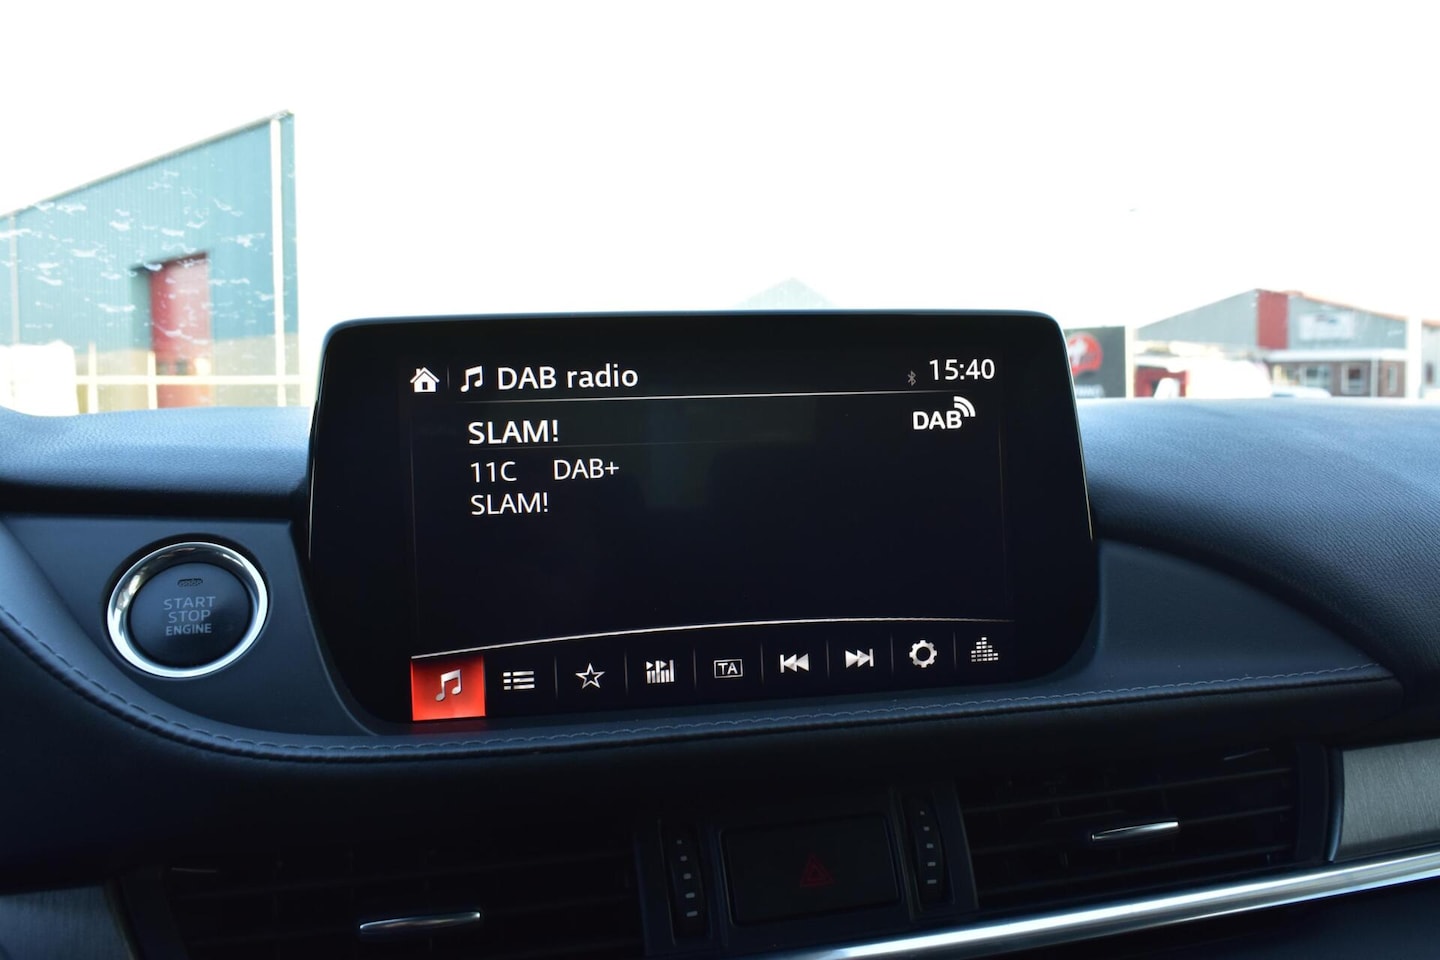 DAB radio 15:40
SLAM! DAB
11C DAB+
SLAM!
START
STOP
ENGINE
TA